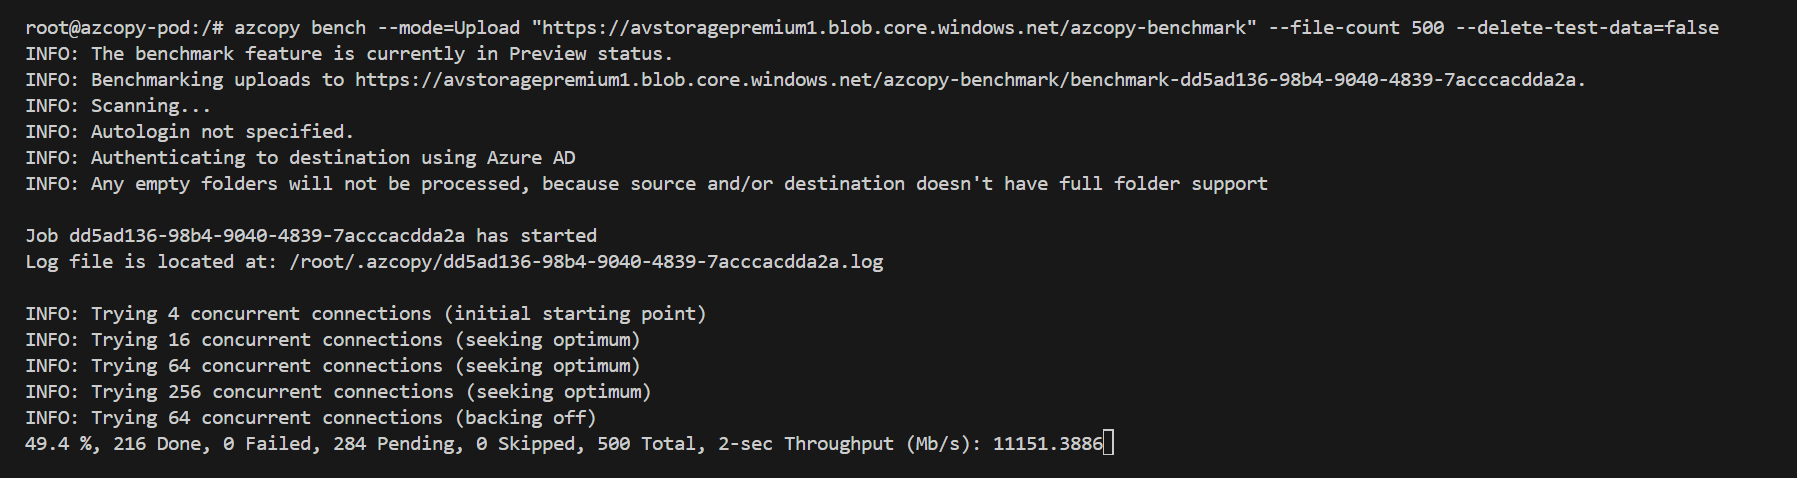 root@azcopy-pod:/# azcopy bench --mode=Upload "https://avstoragepremium1.blob.core.windows.net/azcopy-benchmark" --file-count 500 --delete-test-data=false
INFO: The benchmark feature is currently in Preview status.
INFO: Benchmarking uploads to https://avstoragepremium1.blob.core.windows.net/azcopy-benchmark/benchmark-dd5ad136-98b4-9040-4839-7acccacdda2a.
INFO: Scanning...
INFO: Autologin not specified.
INFO: Authenticating to destination using Azure AD
INFO: Any empty folders will not be processed, because source and/or destination doesn't have full folder support
Job dd5ad136-98b4-9040-4839-7acccacdda2a has started
Log file is located at: /root/.azcopy/dd5ad136-98b4-9040-4839-7acccacdda2a.log
INFO: Trying 4 concurrent connections (initial starting point)
INFO: Trying 16 concurrent connections (seeking optimum)
INFO: Trying 64 concurrent connections (seeking optimum)
INFO: Trying 256 concurrent connections (seeking optimum)
INFO: Trying 64 concurrent connections (backing off)
49.4 %, 216 Done, 0 Failed, 284 Pending, 0 Skipped, 500 Total, 2-sec Throughput (Mb/s): 11151.3886